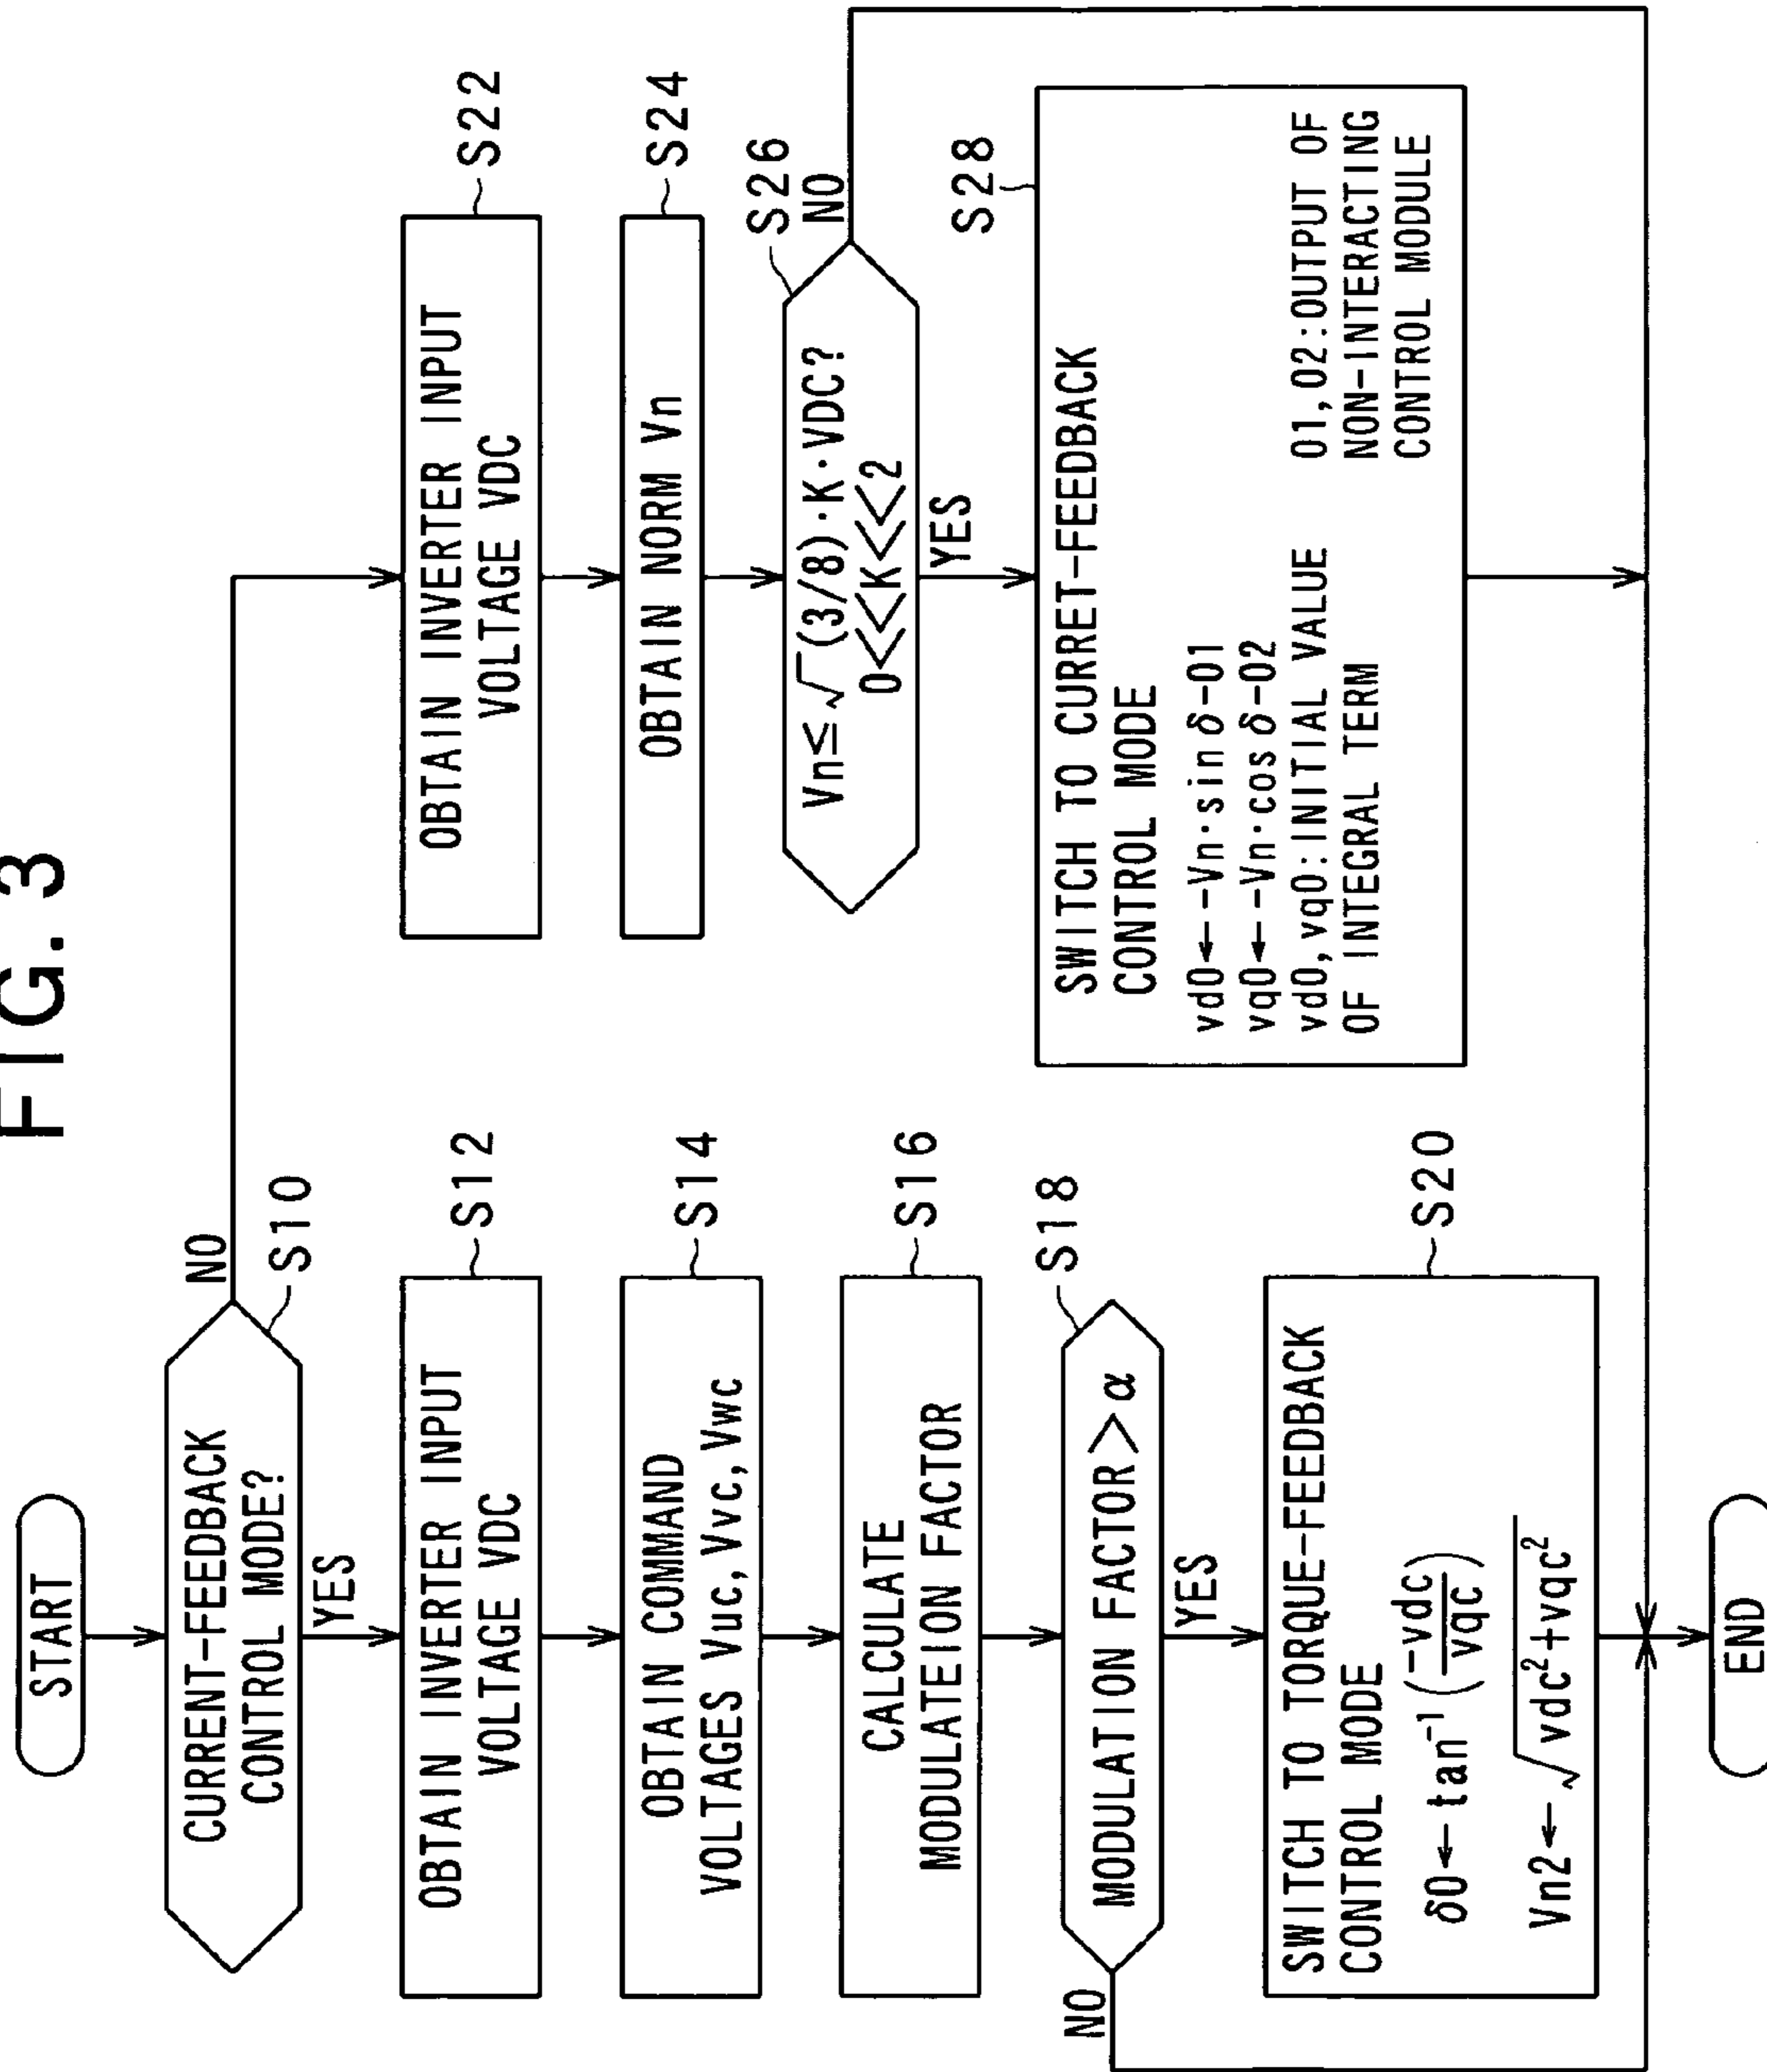 FIG. 3
START
CURRENT-FEEDBACK
CONTROL MODE?
NO
S10
YES
OBTAIN INVERTER INPUT
VOLTAGE VDC
S12
OBTAIN COMMAND
VOLTAGES Vuc, Vvc, Vwc
S14
CALCULATE
MODULATEION FACTOR
S16
MODULATION FACTOR > α
S18
NO
YES
SWITCH TO TORQUE-FEEDBACK
CONTROL MODE
δ0 ← tan⁻¹(-vdc/vqc)
Vn2 ← √vdc²+vqc²
S20
OBTAIN INVERTER INPUT
VOLTAGE VDC
S22
OBTAIN NORM Vn
S24
Vn≤√(3/8)·K·VDC?
0<<K<<2
S26
NO
YES
S28
SWITCH TO CURRET-FEEDBACK
CONTROL MODE
vd0←-Vn·sinδ-01
vq0←-Vn·cosδ-02
vd0,vq0:INITIAL VALUE
OF INTEGRAL TERM
01,02:OUTPUT OF
NON-INTERACTING
CONTROL MODULE
END